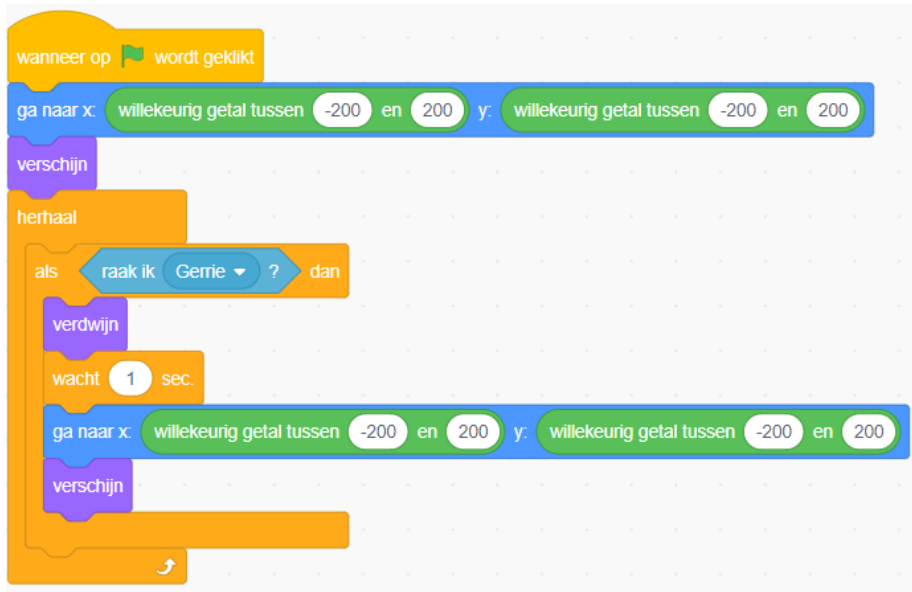 wanneer op wordt geklikt
ga naar x: willekeurig getal tussen -200 en 200 y: willekeurig getal tussen -200 en 200
verschijn
herhaal
als raak ik Gerrie ? dan
verdwijn
wacht 1 sec.
ga naar x: willekeurig getal tussen -200 en 200 y: willekeurig getal tussen -200 en 200
verschijn